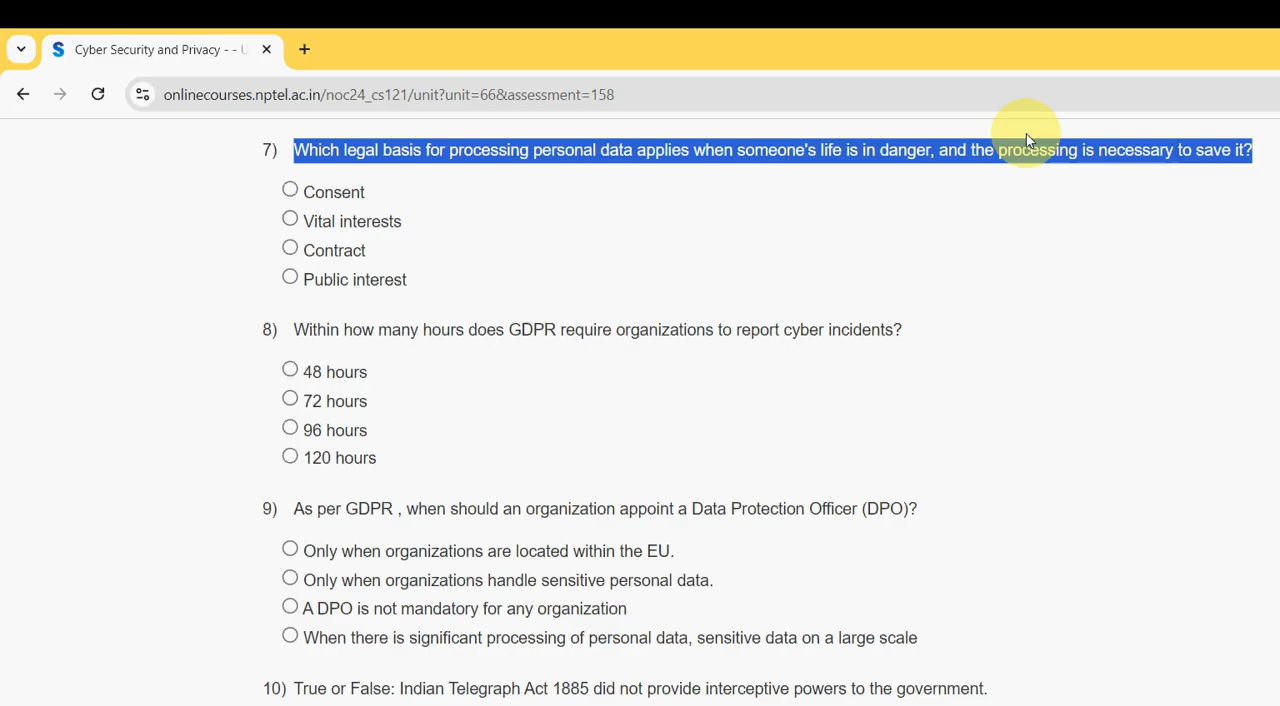 Cyber Security and Privacy - - U
onlinecourses.nptel.ac.in/noc24_cs121/unit?unit=66&assessment=158
7) Which legal basis for processing personal data applies when someone's life is in danger, and the processing is necessary to save it?
Consent
Vital interests
Contract
Public interest
8) Within how many hours does GDPR require organizations to report cyber incidents?
48 hours
72 hours
96 hours
120 hours
9) As per GDPR , when should an organization appoint a Data Protection Officer (DPO)?
Only when organizations are located within the EU.
Only when organizations handle sensitive personal data.
A DPO is not mandatory for any organization
When there is significant processing of personal data, sensitive data on a large scale
10) True or False: Indian Telegraph Act 1885 did not provide interceptive powers to the government.